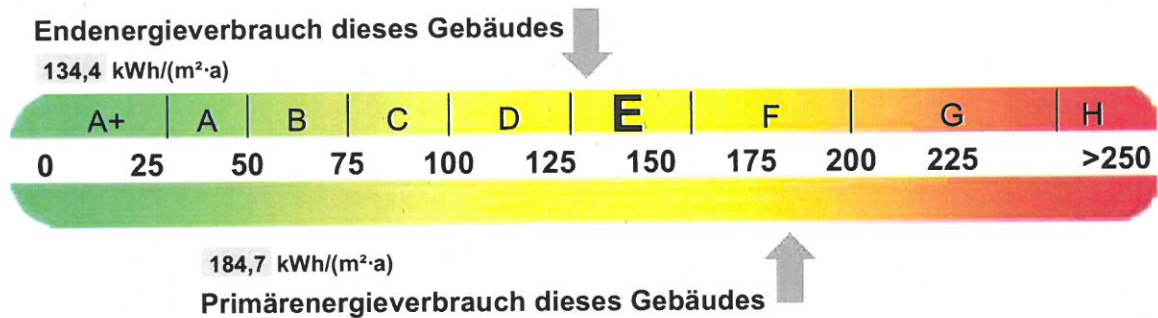 Endenergieverbrauch dieses Gebäudes
134,4 kWh/(m²·a)
A+ A B C D E F G H
0 25 50 75 100 125 150 175 200 225 >250
184,7 kWh/(m²·a)
Primärenergieverbrauch dieses Gebäudes